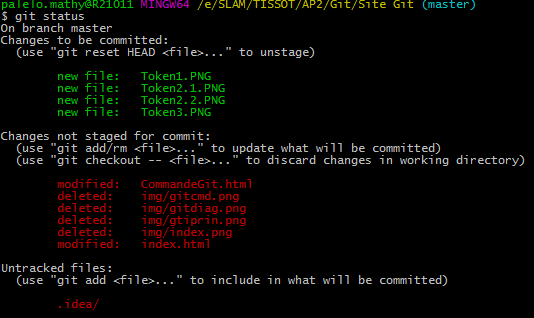 palelo.mathy@R21011 MINGW64 /e/SLAM/TISSOT/AP2/Git/Site Git (master)
$ git status
On branch master
Changes to be committed:
  (use "git reset HEAD <file>..." to unstage)

        new file:   Token1.PNG
        new file:   Token2.1.PNG
        new file:   Token2.2.PNG
        new file:   Token3.PNG

Changes not staged for commit:
  (use "git add/rm <file>..." to update what will be committed)
  (use "git checkout -- <file>..." to discard changes in working directory)

        modified:   CommandeGit.html
        deleted:    img/gitcmd.png
        deleted:    img/gitdiag.png
        deleted:    img/gtiprin.png
        deleted:    img/index.png
        modified:   index.html

Untracked files:
  (use "git add <file>..." to include in what will be committed)

        .idea/